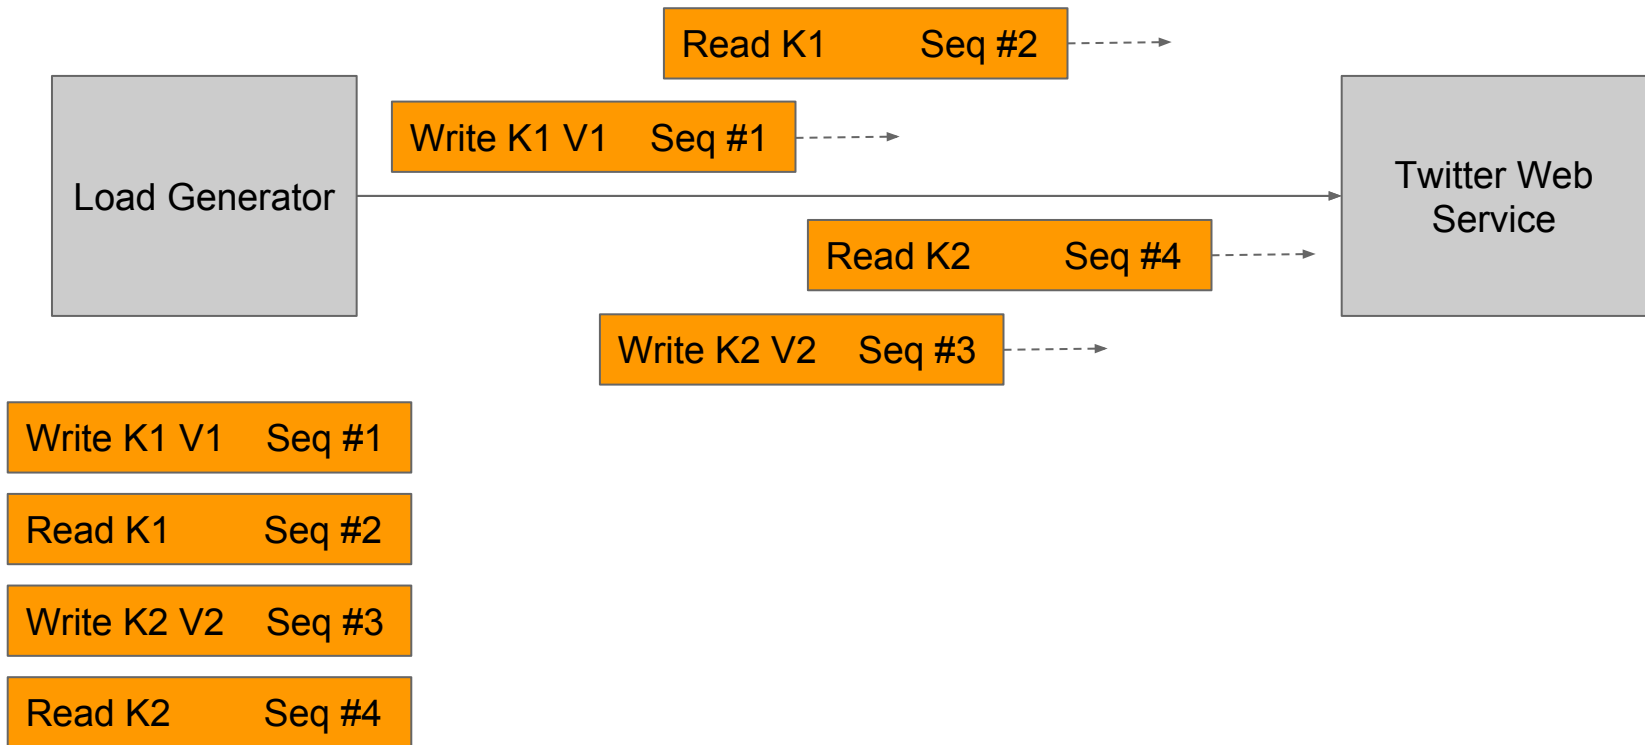 Read K1 Seq #2
Write K1 V1 Seq #1
Load Generator
Twitter Web
Service
Read K2 Seq #4
Write K2 V2 Seq #3
Write K1 V1 Seq #1
Read K1 Seq #2
Write K2 V2 Seq #3
Read K2 Seq #4